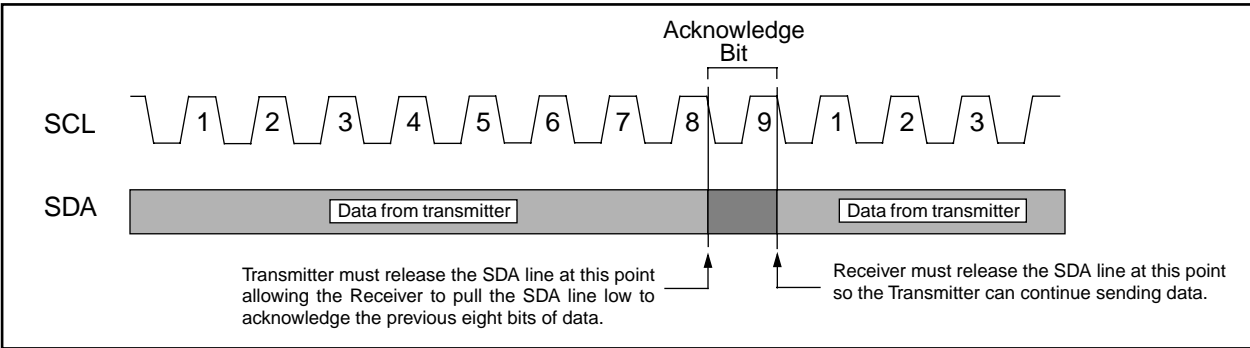 Acknowledge
Bit
SCL
1 2 3 4 5 6 7 8 9 1 2 3
SDA
Data from transmitter
Data from transmitter
Transmitter must release the SDA line at this point
allowing the Receiver to pull the SDA line low to
acknowledge the previous eight bits of data.
Receiver must release the SDA line at this point
so the Transmitter can continue sending data.